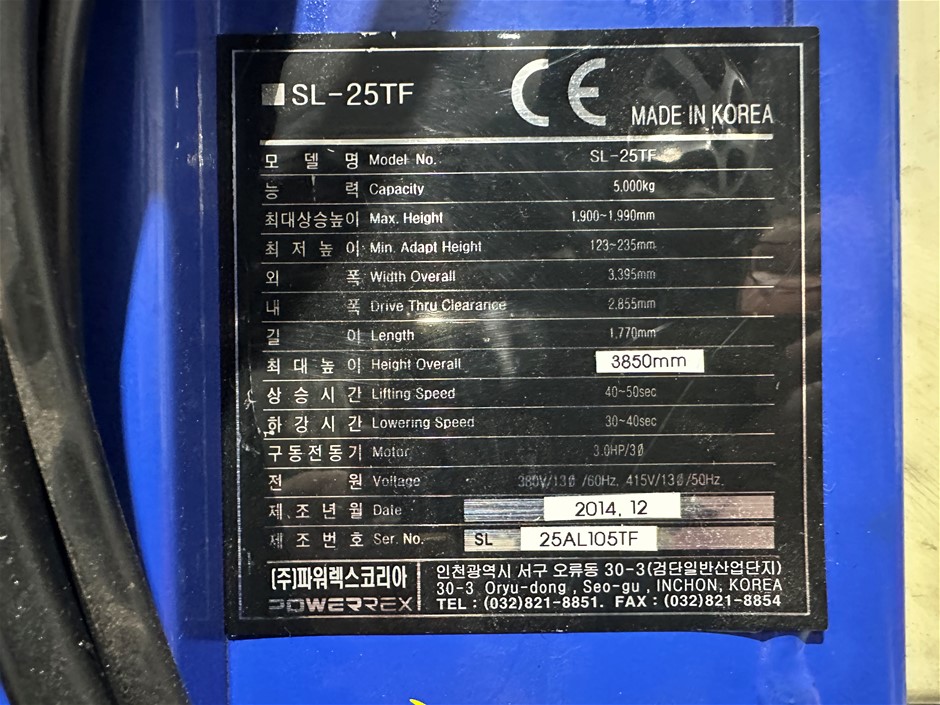 SL-25TF CE
MADE IN KOREA
모 델 명 Model No. SL-25TF
능 력 Capacity 5,000kg
최대상승높이 Max. Height 1.900~1.990mm
최 저 높 이 Min. Adapt Height 123~235mm
외 폭 Width Overall 3.395mm
내 폭 Drive Thru Clearance 2.855mm
길 이 Length 1.770mm
최 대 높 이 Height Overall 3850mm
상 승 시 간 Lifting Speed 40~50sec
하 강 시 간 Lowering Speed 30~40sec
구 동 전 동 기 Motor 3.0HP/3Ø
전 원 Voltage 380V/13Ø /60Hz, 415V/13Ø/50Hz.
제 조 년 월 Date 2014. 12
제 조 번 호 Ser. No. SL 25AL105TF
(주)파워렉스코리아
POWERREX
인천광역시 서구 오류동 30-3(검단일반산업단지)
30-3 Oryu-dong , Seo-gu , INCHON, KOREA
TEL : (032)821-8851. FAX : (032)821-8854